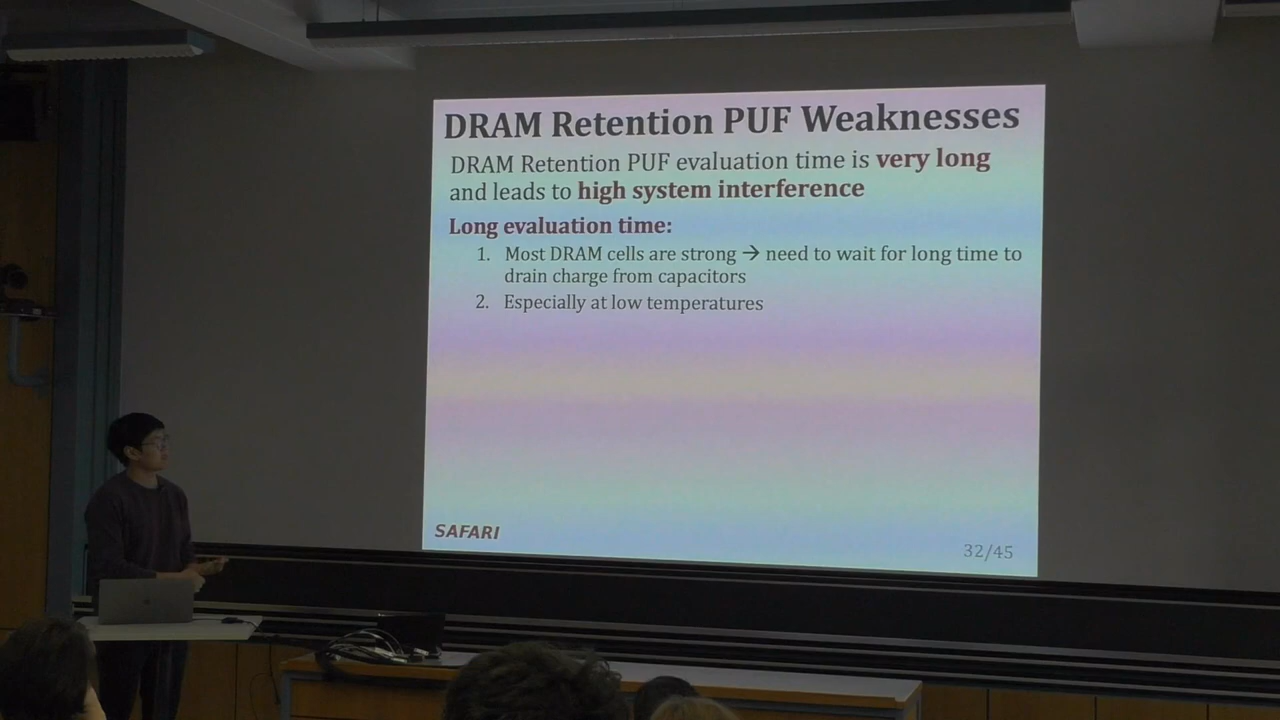 DRAM Retention PUF Weaknesses
DRAM Retention PUF evaluation time is very long
and leads to high system interference
Long evaluation time:
1. Most DRAM cells are strong → need to wait for long time to
drain charge from capacitors
2. Especially at low temperatures
SAFARI
32/45